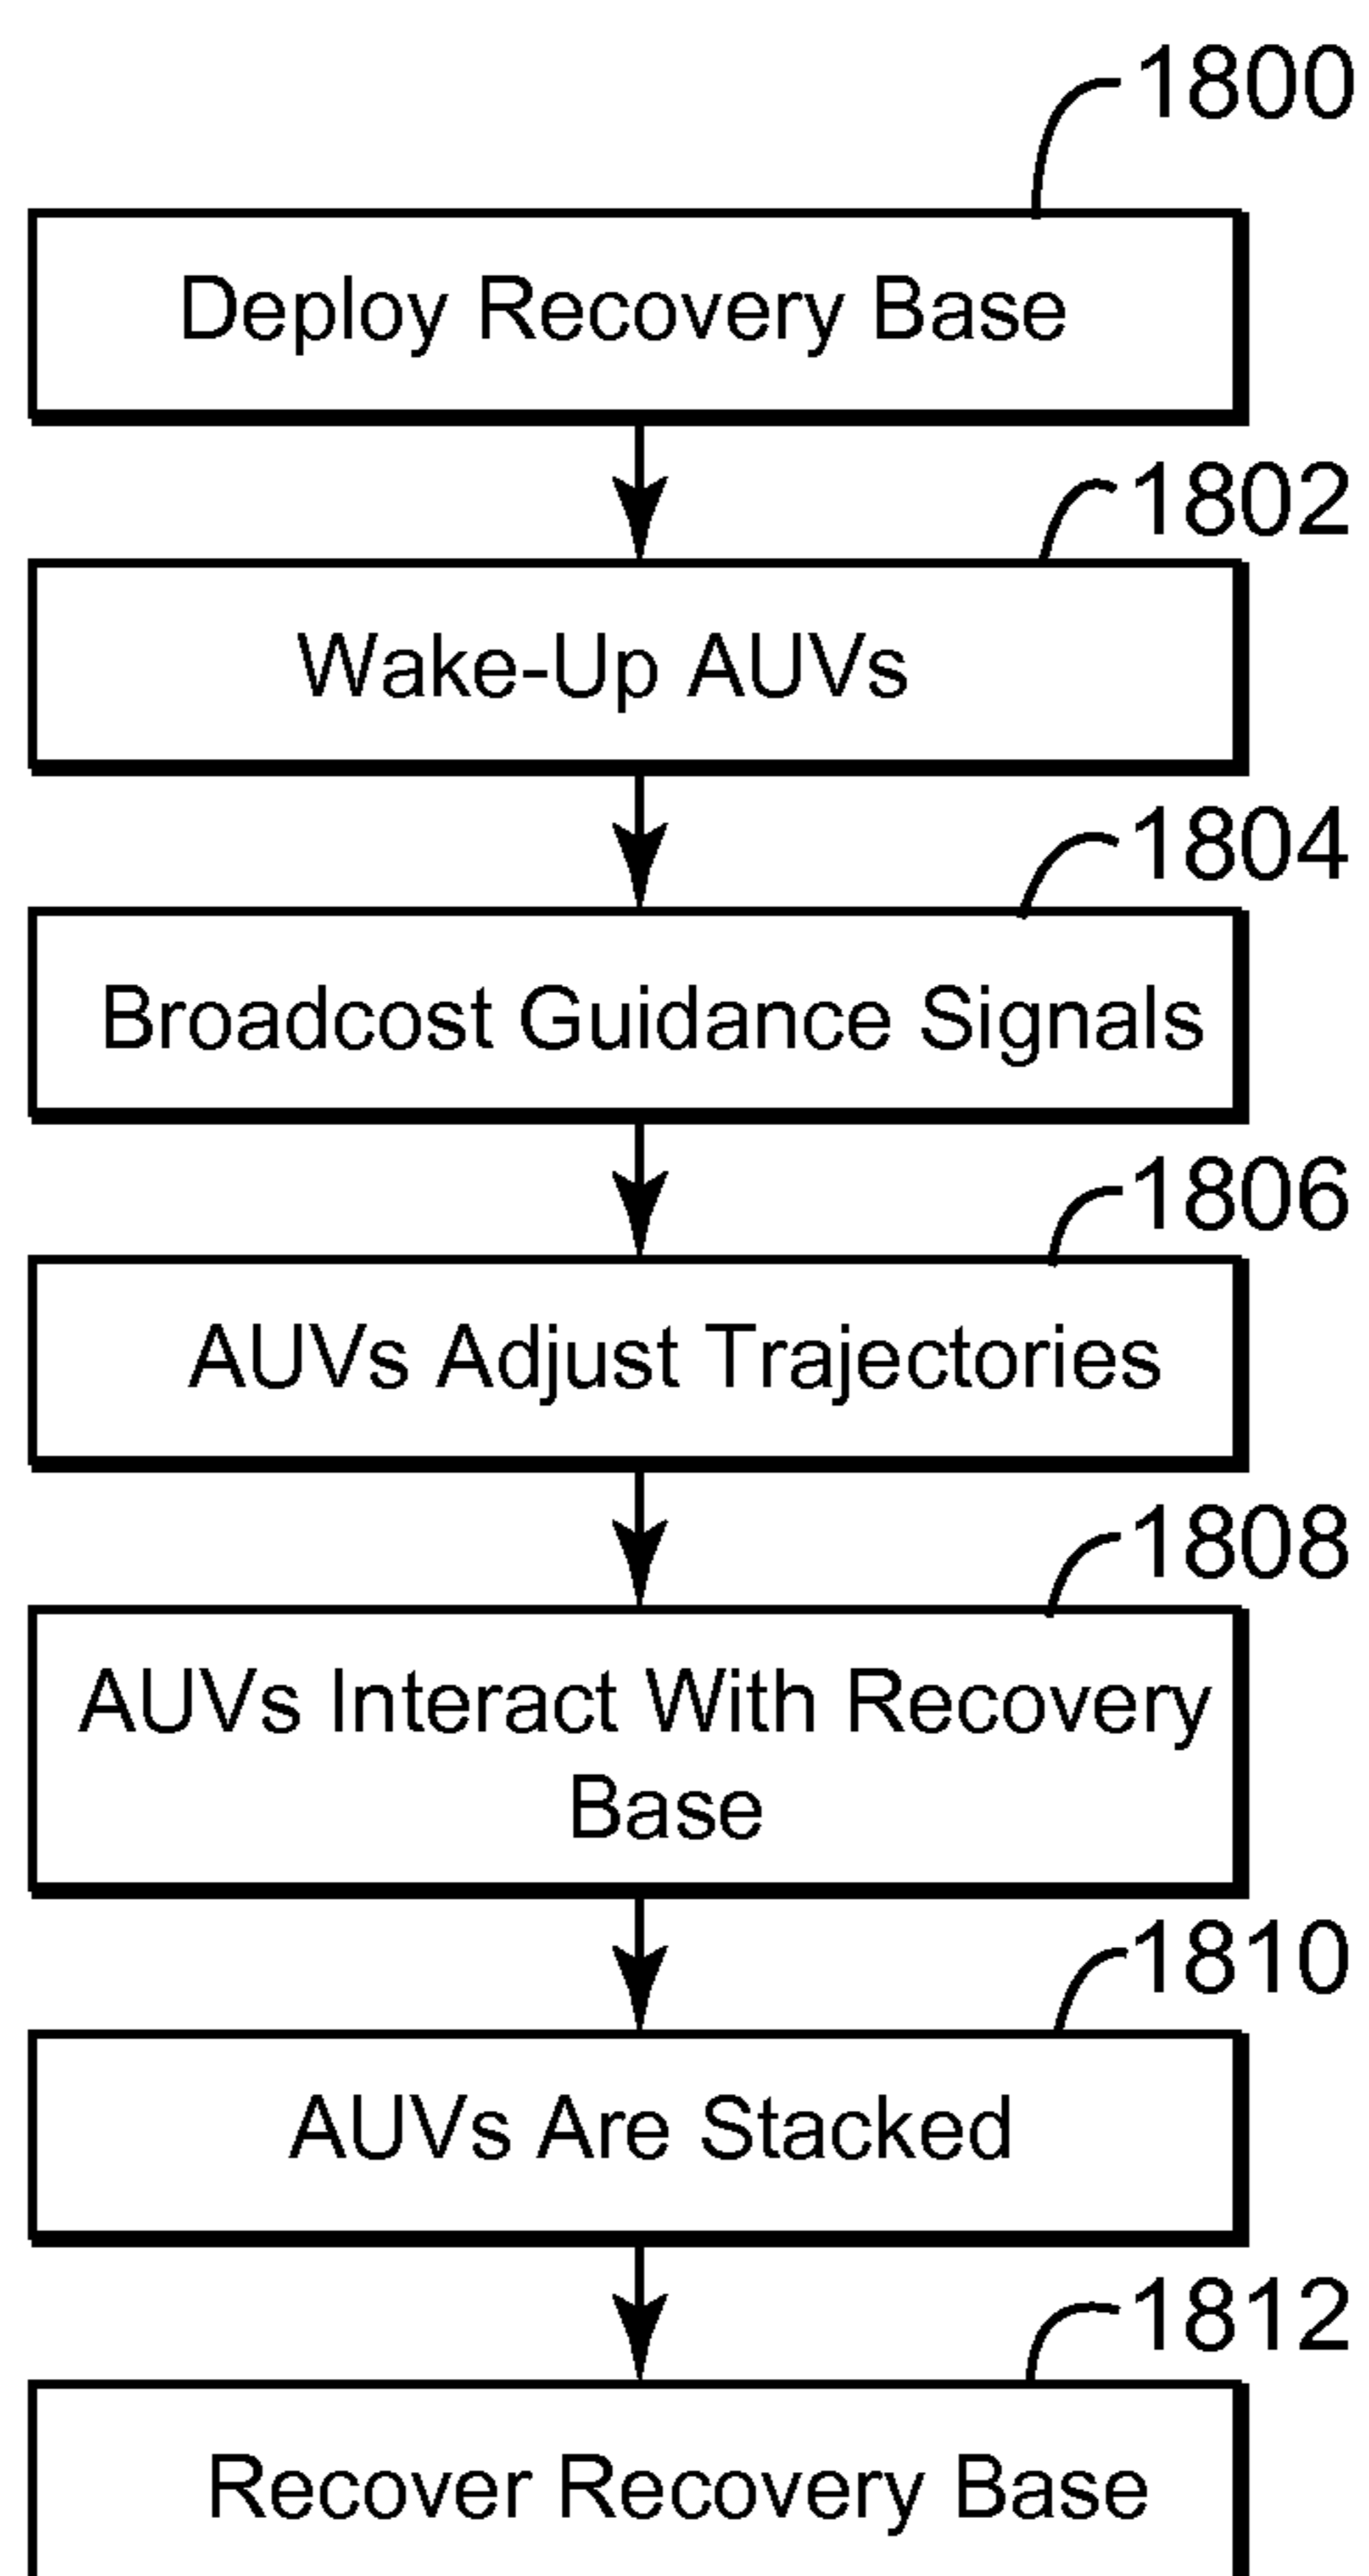 1800
Deploy Recovery Base
1802
Wake-Up AUVs
1804
Broadcost Guidance Signals
1806
AUVs Adjust Trajectories
1808
AUVs Interact With Recovery
Base
1810
AUVs Are Stacked
1812
Recover Recovery Base